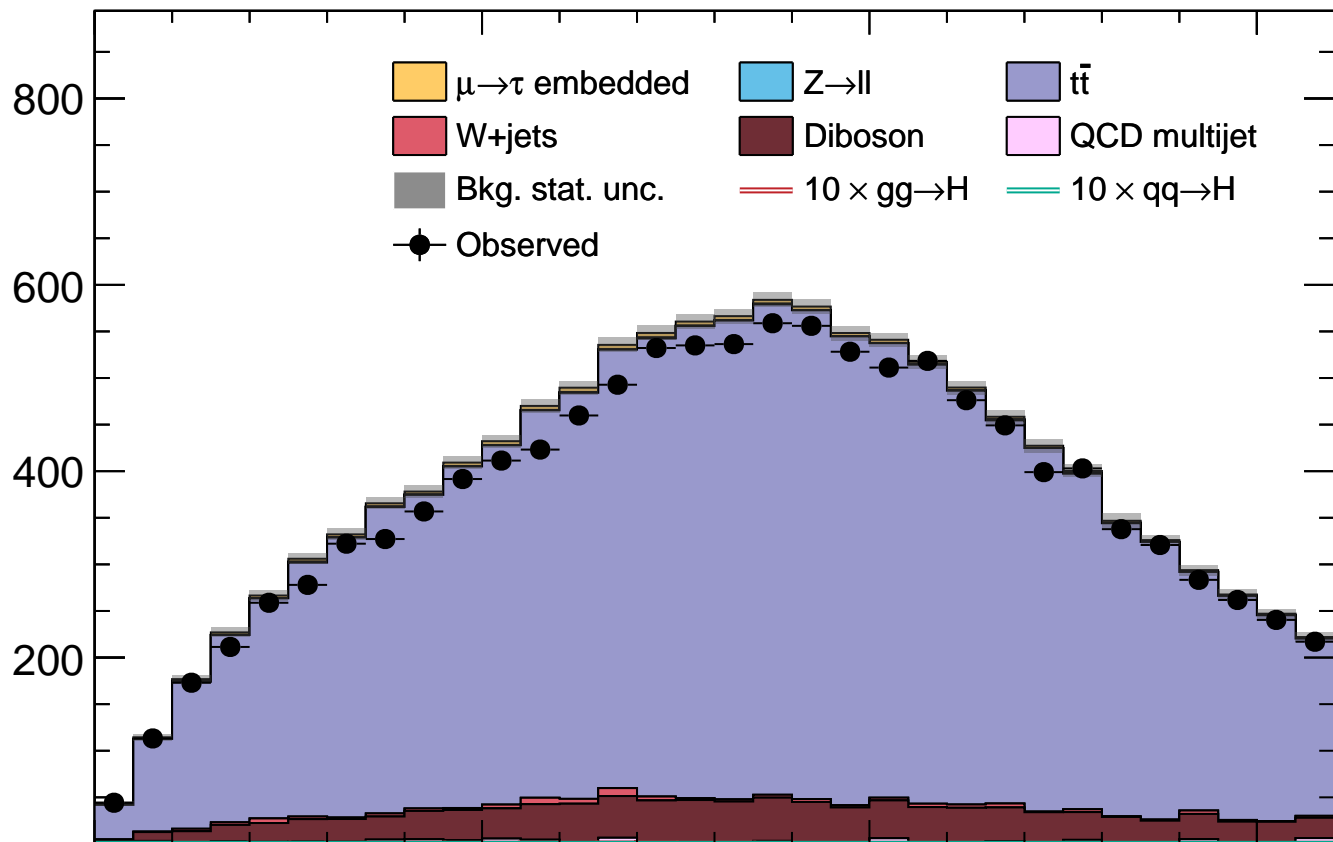 800
μ→τ embedded Z→ll tt̄
W+jets Diboson QCD multijet
Bkg. stat. unc. 10 × gg→H 10 × qq→H
Observed
600
400
200